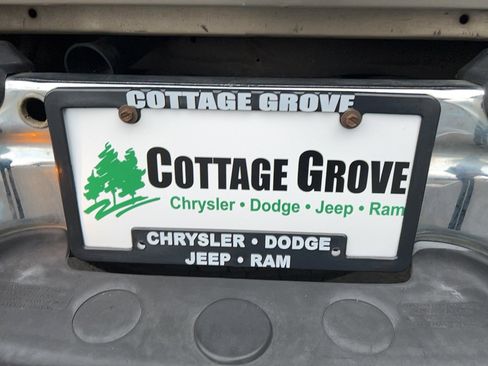 COTTAGE GROVE
COTTAGE GROVE
Chrysler • Dodge • Jeep • Ram
CHRYSLER • DODGE
JEEP • RAM